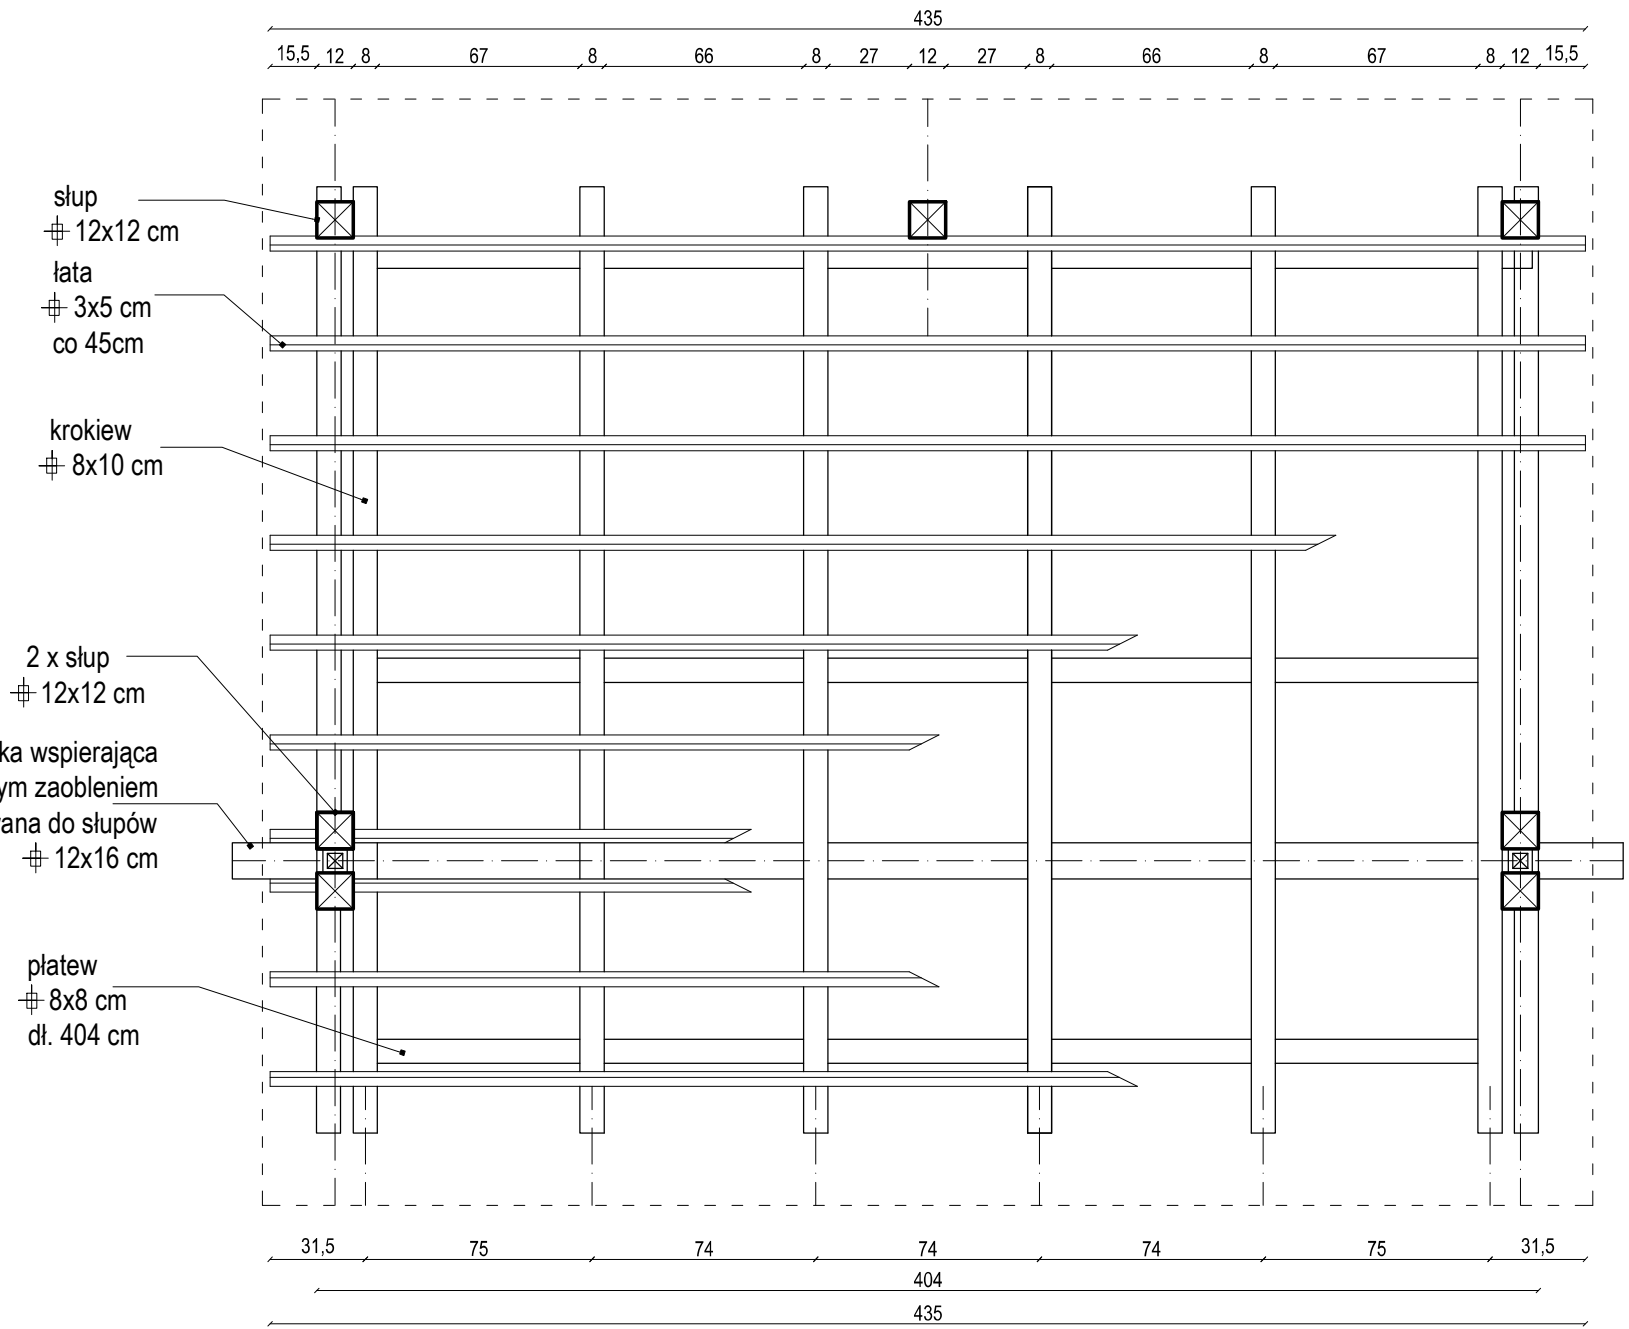 435
15,5 12 8 67 8 66 8 27 12 27 8 66 8 67 8 12 15,5
słup
12x12 cm
łata
3x5 cm
co 45cm
krokiew
8x10 cm
2 x słup
12x12 cm
ka wspierająca
ym zaobleniem
ana do słupów
12x16 cm
płatew
8x8 cm
dł. 404 cm
31,5 75 74 74 74 75 31,5
404
435